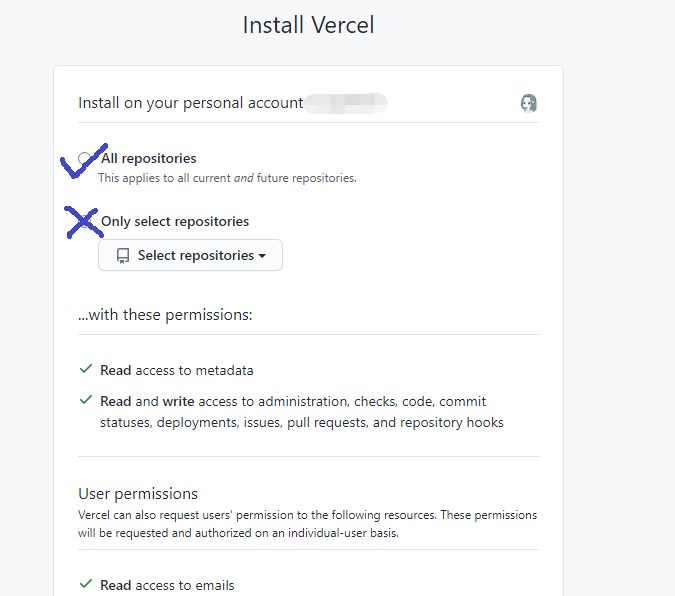 Install Vercel
Install on your personal account
All repositories
This applies to all current and future repositories.
Only select repositories
Select repositories
...with these permissions:
Read access to metadata
Read and write access to administration, checks, code, commit
statuses, deployments, issues, pull requests, and repository hooks
User permissions
Vercel can also request users' permission to the following resources. These permissions
will be requested and authorized on an individual-user basis.
Read access to emails